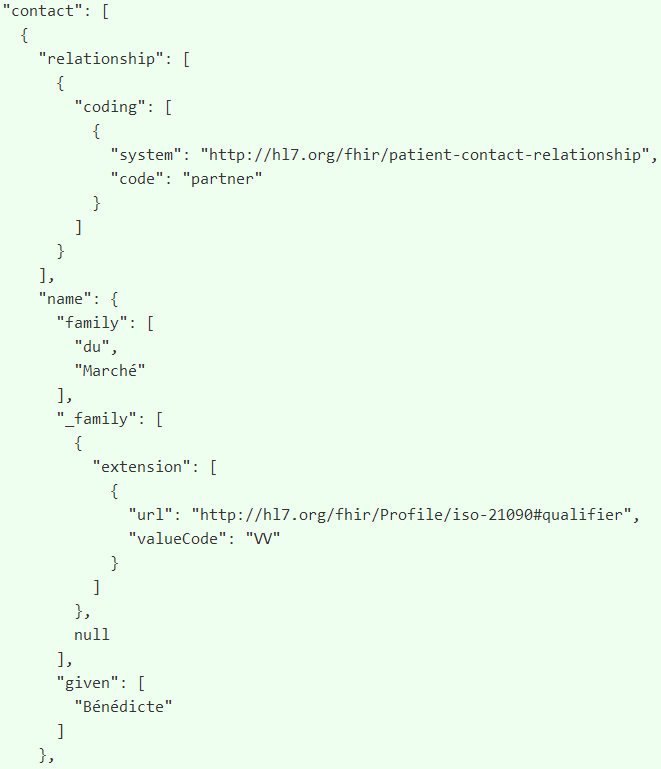 "contact": [
  {
    "relationship": [
      {
        "coding": [
          {
            "system": "http://hl7.org/fhir/patient-contact-relationship",
            "code": "partner"
          }
        ]
      }
    ],
    "name": {
      "family": [
        "du",
        "Marché"
      ],
      "_family": [
        {
          "extension": [
            {
              "url": "http://hl7.org/fhir/Profile/iso-21090#qualifier",
              "valueCode": "VV"
            }
          ]
        },
        null
      ],
      "given": [
        "Bénédicte"
      ]
    },